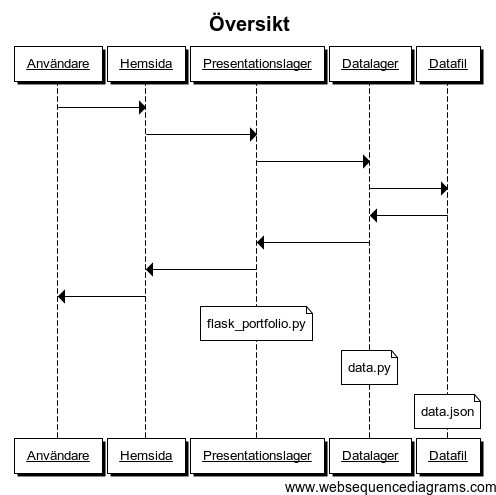 Översikt
Användare Hemsida Presentationslager Datalager Datafil
flask_portfolio.py
data.py
data.json
Användare Hemsida Presentationslager Datalager Datafil
www.websequencediagrams.com